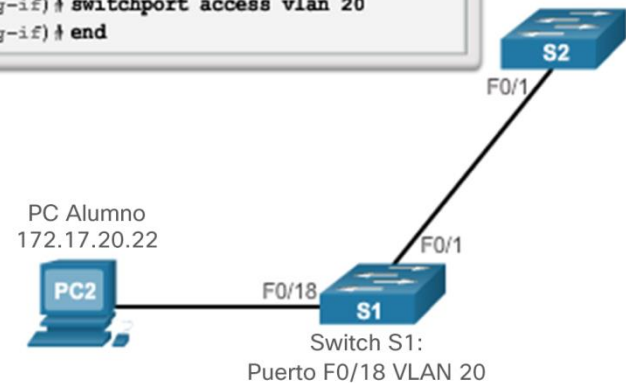 g-if)# switchport access vlan 20
g-if)# end
S2
F0/1
PC Alumno
172.17.20.22
F0/1
PC2
F0/18
S1
Switch S1:
Puerto F0/18 VLAN 20